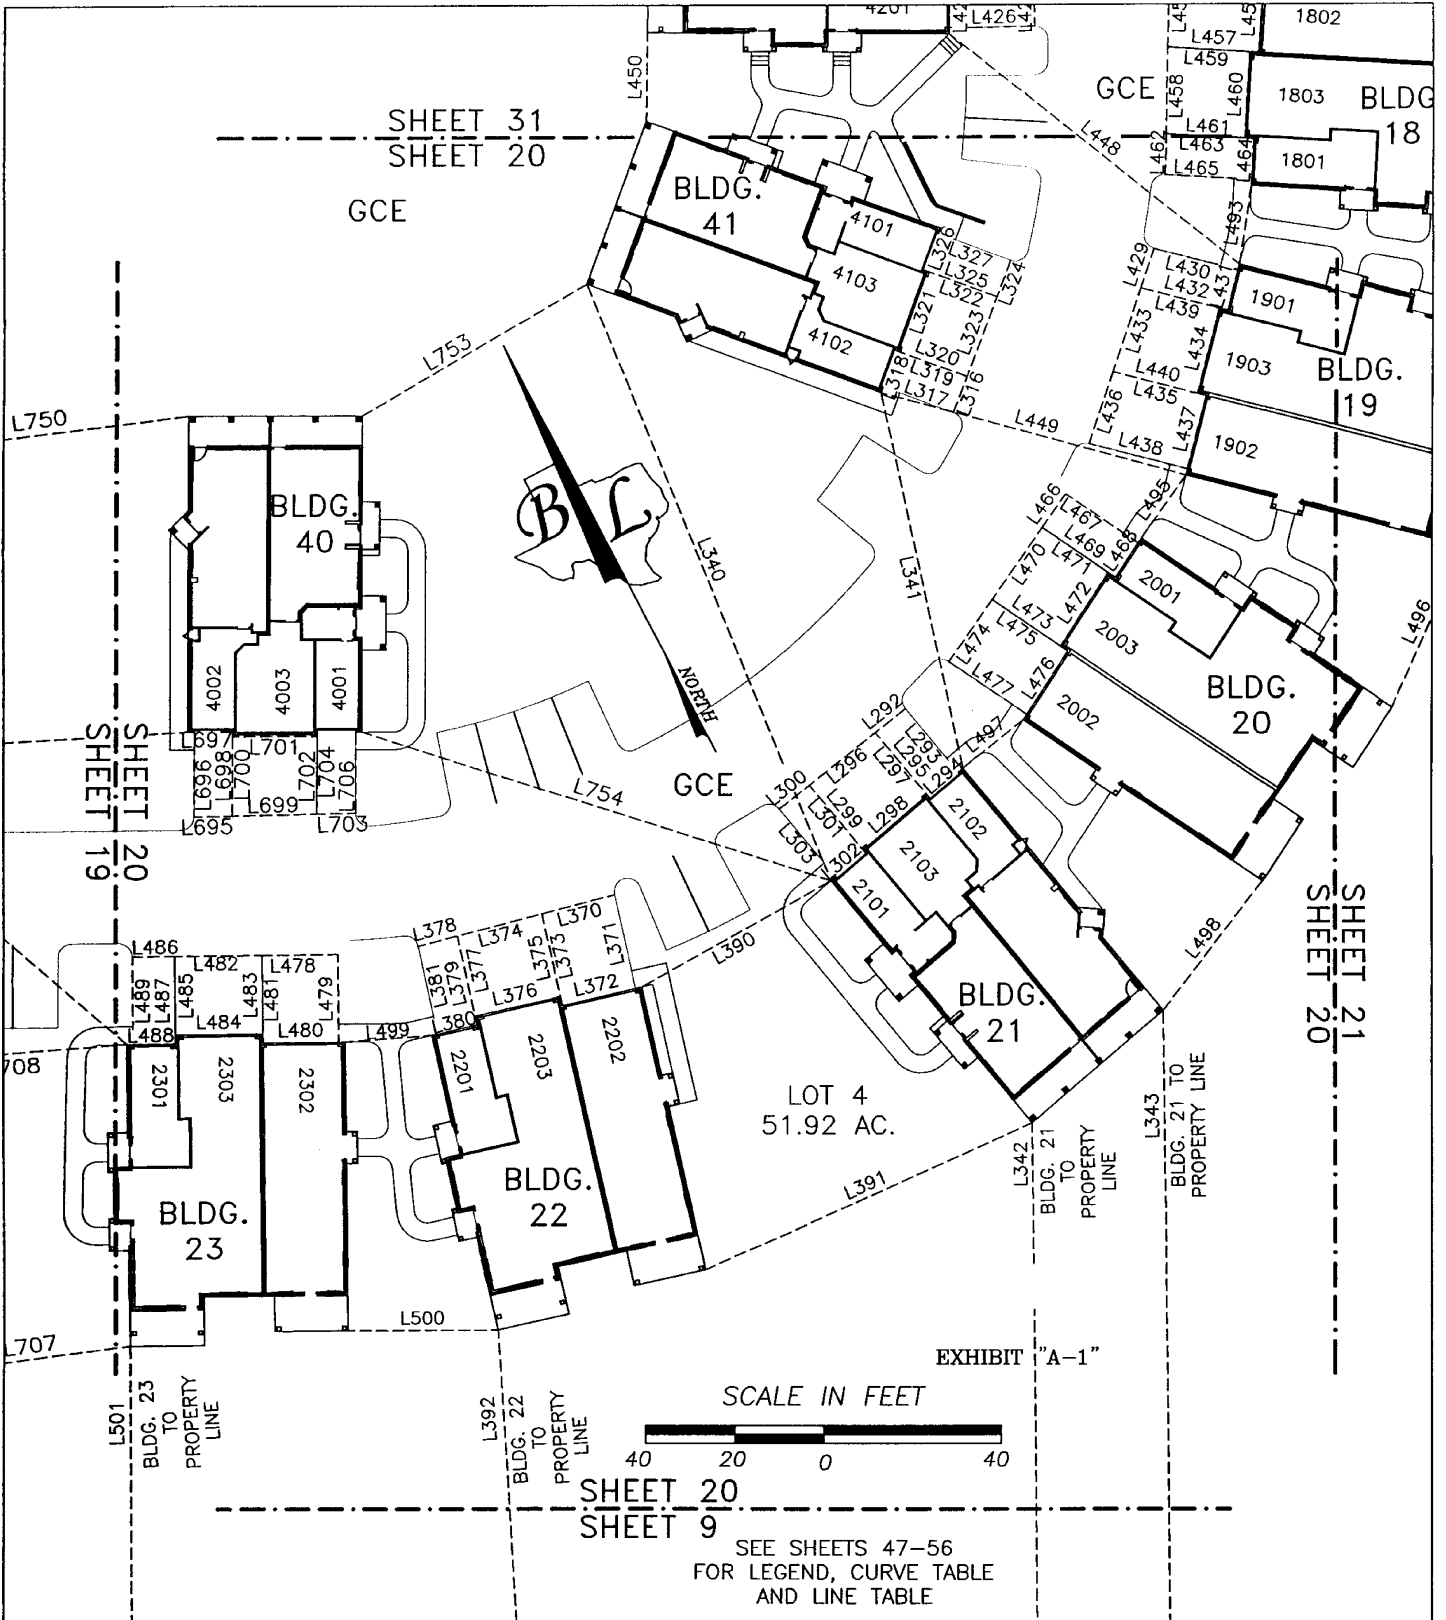 4201
L426
L457
L459
1802
L450
GCE
L458
L460
1803
BLDG
18
SHEET 31
SHEET 20
L448
L461
L463
L462
L464
L465
1801
GCE
BLDG.
41
4101
4103
4102
L326
L327
L325
L324
L322
L321
L323
L320
L319
L318
L317
L316
L493
L429
L430
L432
L439
1901
L433
L434
1903
BLDG.
19
L440
L435
L436
L437
L438
1902
L753
L750
L449
BLDG.
40
4002
4003
4001
B L
NORTH
L340
L341
L466
L467
L495
L469
L468
L470
L471
L472
2001
L473
L475
2003
L474
L476
L477
BLDG.
20
2002
L496
L497
SHEET 20
SHEET 19
L697
L701
L696
L698
L700
L702
L704
L706
L699
L695
L703
L754
GCE
L292
L293
L295
L294
L296
L297
L300
L299
L298
L301
L303
302
2102
2103
2101
BLDG.
21
L498
SHEET 21
SHEET 20
L378
L374
L370
L381
L379
L377
L375
L373
L371
L376
L372
L380
L390
L486
L482
L478
L489
L487
L485
L483
L481
L479
L488
L484
L480
L499
708
2301
2303
2302
2201
2203
2202
BLDG.
23
BLDG.
22
LOT 4
51.92 AC.
L391
L342
BLDG. 21
TO
PROPERTY
LINE
L343
BLDG. 21 TO
PROPERTY LINE
L500
L707
L501
BLDG. 23
TO
PROPERTY
LINE
L392
BLDG. 22
TO
PROPERTY
LINE
EXHIBIT "A-1"
SCALE IN FEET
40 20 0 40
SHEET 20
SHEET 9
SEE SHEETS 47-56
FOR LEGEND, CURVE TABLE
AND LINE TABLE